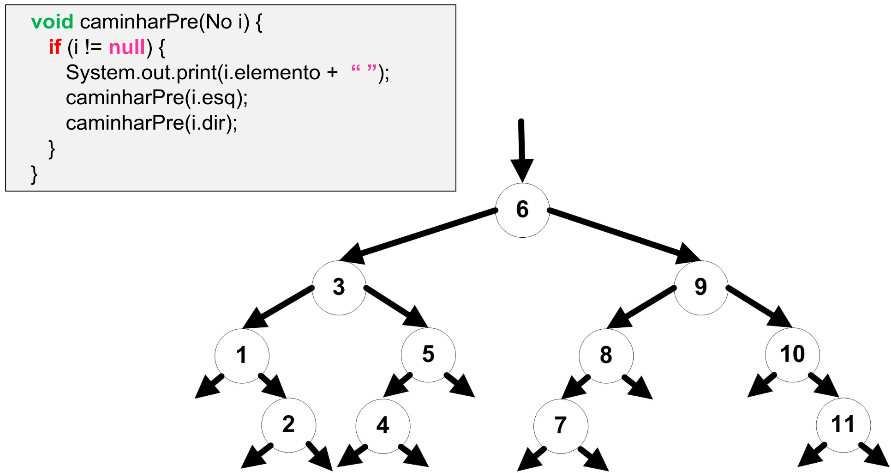 void caminharPre(No i) {
if (i != null) {
System.out.print(i.elemento + “ ”);
caminharPre(i.esq);
caminharPre(i.dir);
}
}
6
3
9
1
5
8
10
2
4
7
11